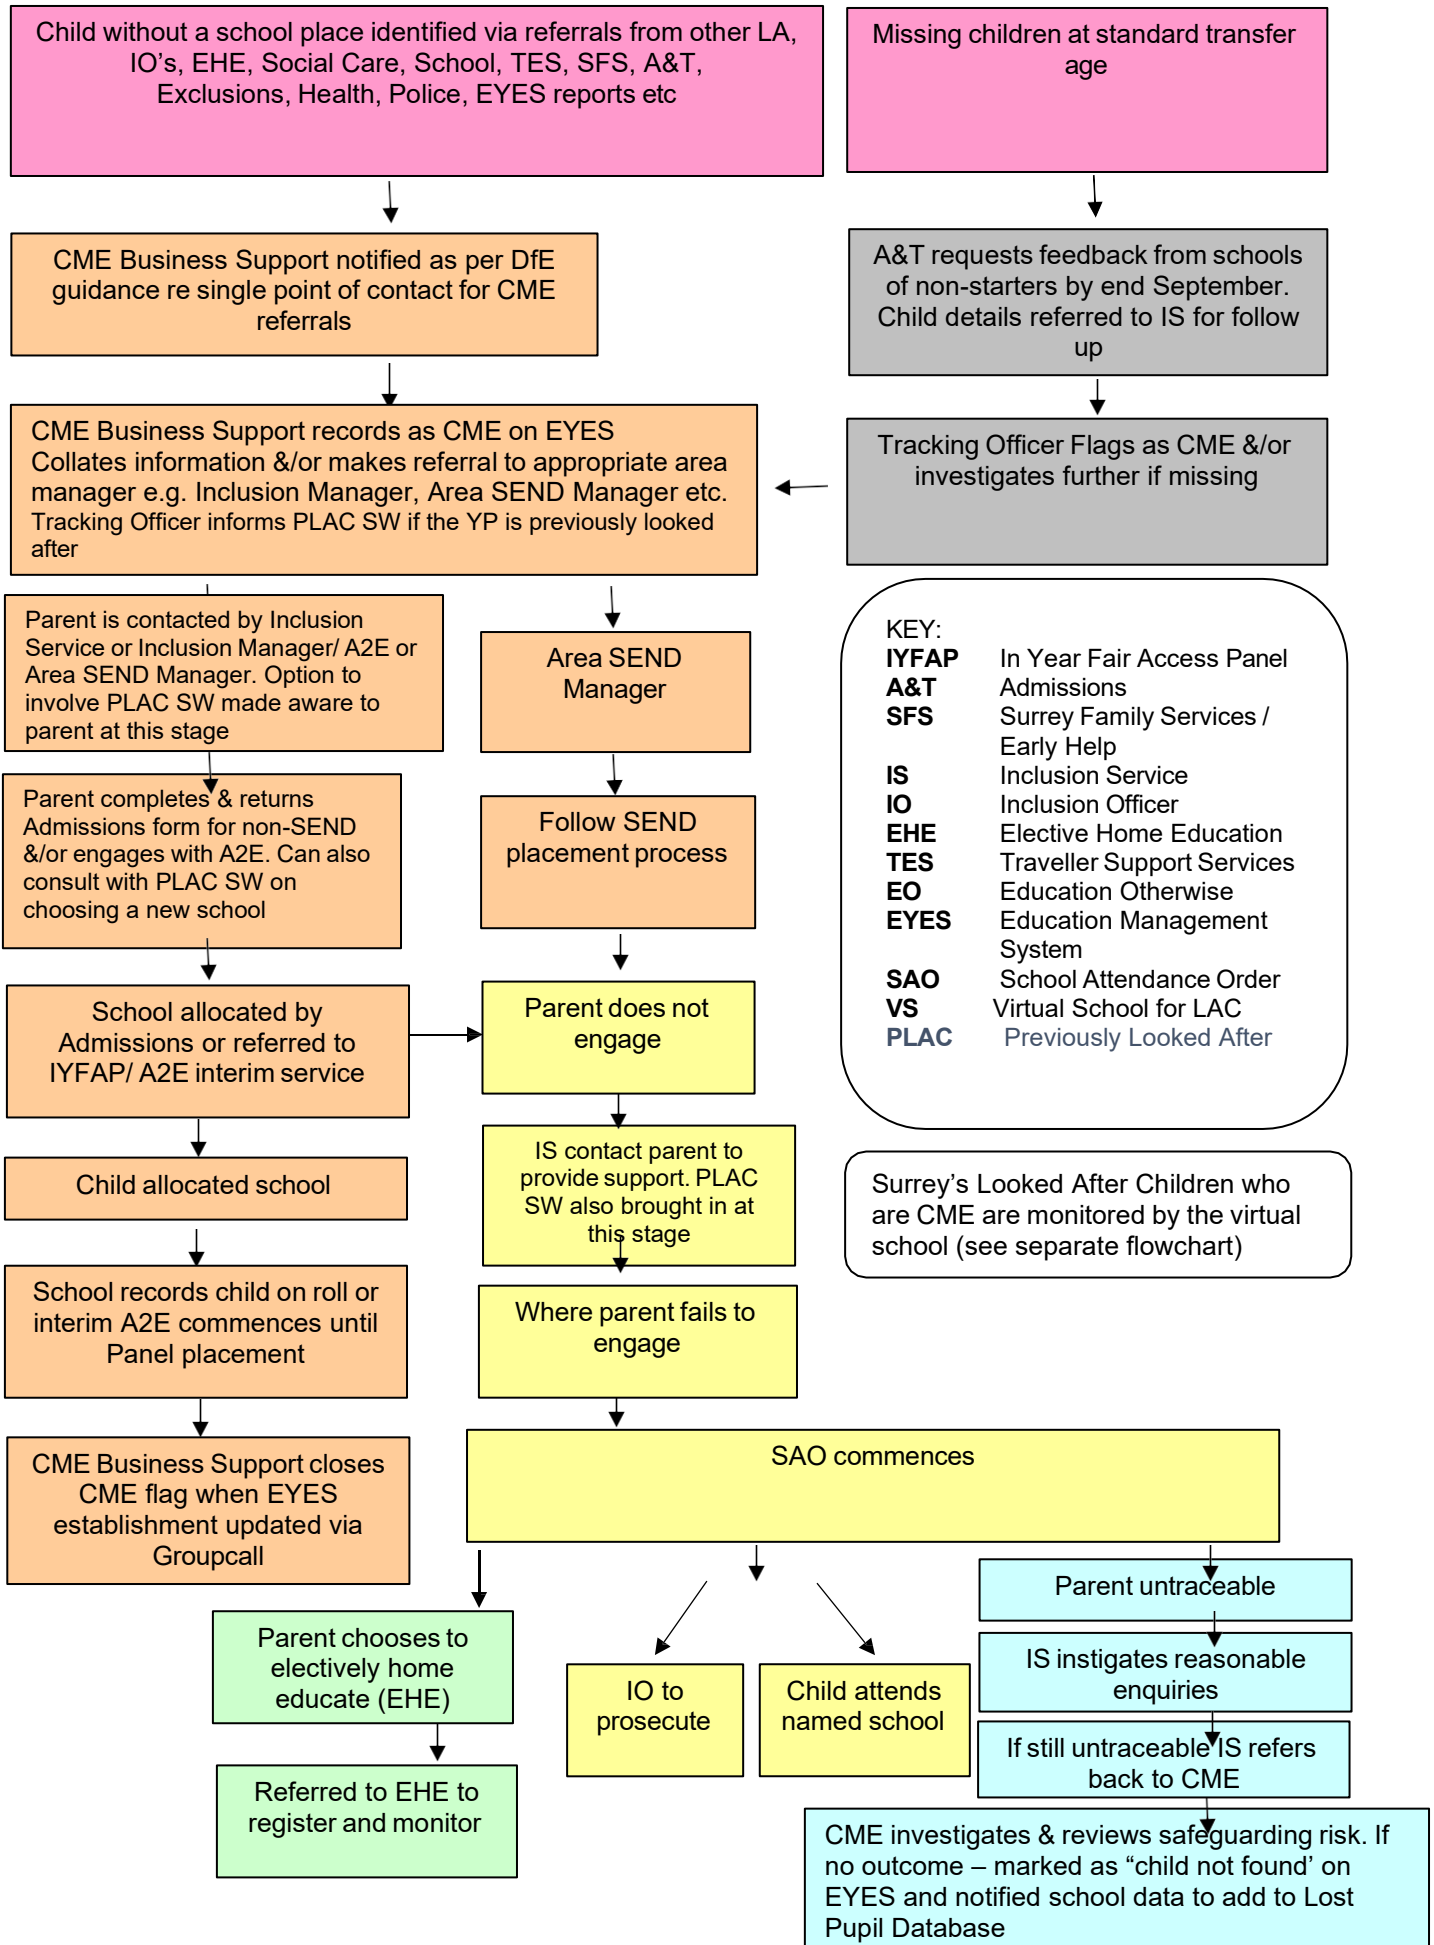 Child without a school place identified via referrals from other LA,
IO’s, EHE, Social Care, School, TES, SFS, A&T,
Exclusions, Health, Police, EYES reports etc
Missing children at standard transfer
age
CME Business Support notified as per DfE
guidance re single point of contact for CME
referrals
A&T requests feedback from schools
of non-starters by end September.
Child details referred to IS for follow
up
CME Business Support records as CME on EYES
Collates information &/or makes referral to appropriate area
manager e.g. Inclusion Manager, Area SEND Manager etc.
Tracking Officer informs PLAC SW if the YP is previously looked
after
Tracking Officer Flags as CME &/or
investigates further if missing
Parent is contacted by Inclusion
Service or Inclusion Manager/ A2E or
Area SEND Manager. Option to
involve PLAC SW made aware to
parent at this stage
Area SEND
Manager
KEY:
IYFAP In Year Fair Access Panel
A&T Admissions
SFS Surrey Family Services /
Early Help
IS Inclusion Service
IO Inclusion Officer
EHE Elective Home Education
TES Traveller Support Services
EO Education Otherwise
EYES Education Management
System
SAO School Attendance Order
VS Virtual School for LAC
PLAC Previously Looked After
Parent completes & returns
Admissions form for non-SEND
&/or engages with A2E. Can also
consult with PLAC SW on
choosing a new school
Follow SEND
placement process
School allocated by
Admissions or referred to
IYFAP/ A2E interim service
Parent does not
engage
Child allocated school
IS contact parent to
provide support. PLAC
SW also brought in at
this stage
Surrey’s Looked After Children who
are CME are monitored by the virtual
school (see separate flowchart)
School records child on roll or
interim A2E commences until
Panel placement
Where parent fails to
engage
CME Business Support closes
CME flag when EYES
establishment updated via
Groupcall
SAO commences
Parent chooses to
electively home
educate (EHE)
Referred to EHE to
register and monitor
IO to
prosecute
Child attends
named school
Parent untraceable
IS instigates reasonable
enquiries
If still untraceable IS refers
back to CME
CME investigates & reviews safeguarding risk. If
no outcome – marked as “child not found’ on
EYES and notified school data to add to Lost
Pupil Database